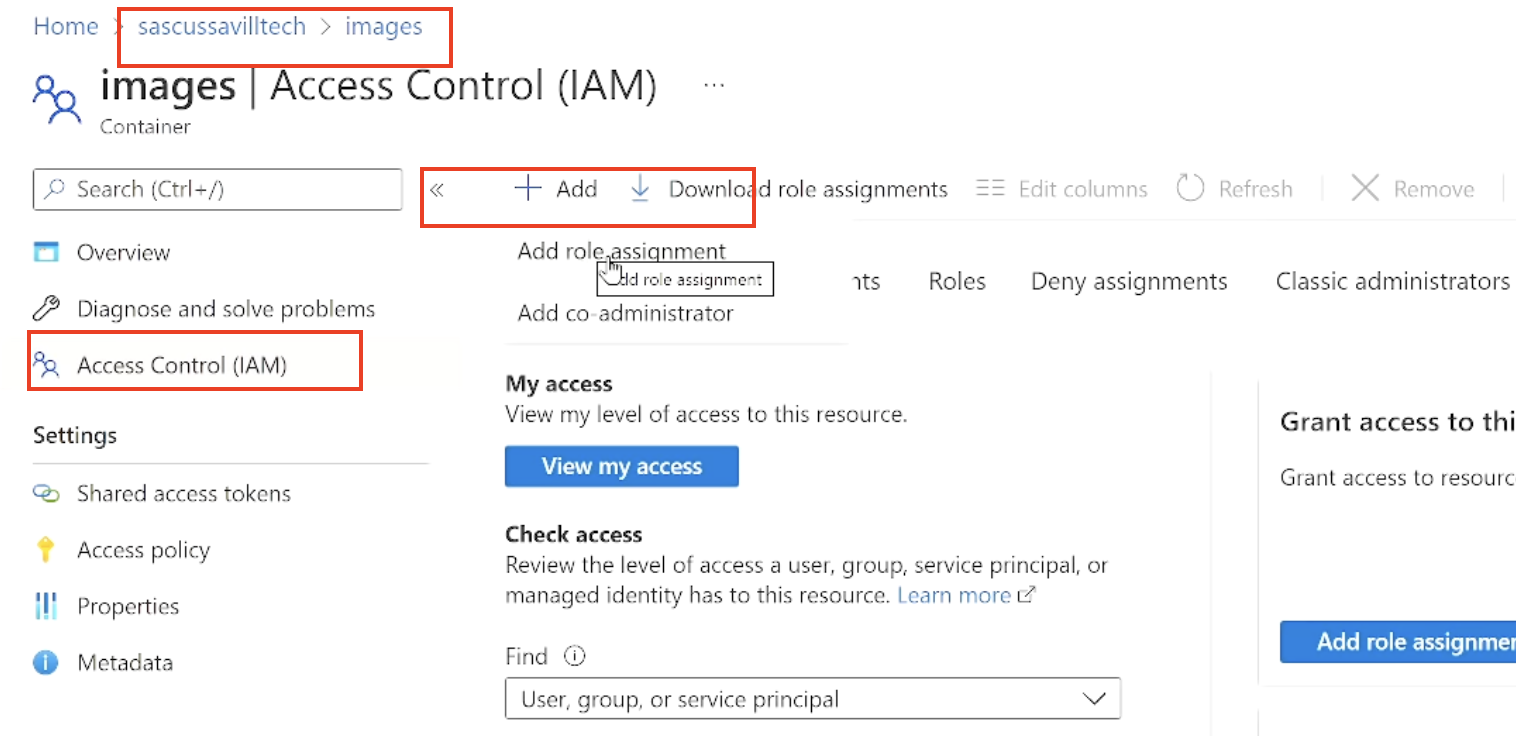 Home > sascussavilltech > images
images | Access Control (IAM) ...
Container
Search (Ctrl+/)
« + Add Download role assignments Edit columns Refresh Remove
Overview
Diagnose and solve problems
Access Control (IAM)
Settings
Shared access tokens
Access policy
Properties
Metadata
Add role assignment
dd role assignment
Add co-administrator
nts Roles Deny assignments Classic administrators
My access
View my level of access to this resource.
View my access
Check access
Review the level of access a user, group, service principal, or
managed identity has to this resource. Learn more
Find
User, group, or service principal
Grant access to thi
Grant access to resourc
Add role assignmen